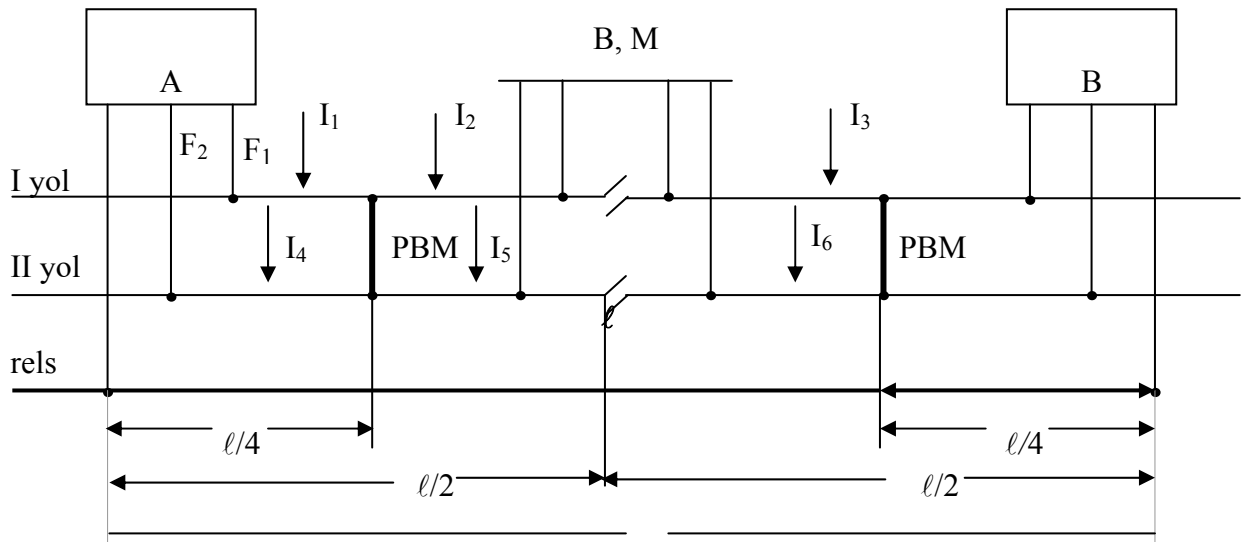 B, M
A
B
I₁
I₂
I₃
F₂
F₁
I yol
I₄
PBM
I₅
I₆
PBM
II yol
ℓ
rels
ℓ/4
ℓ/4
ℓ/2
ℓ/2